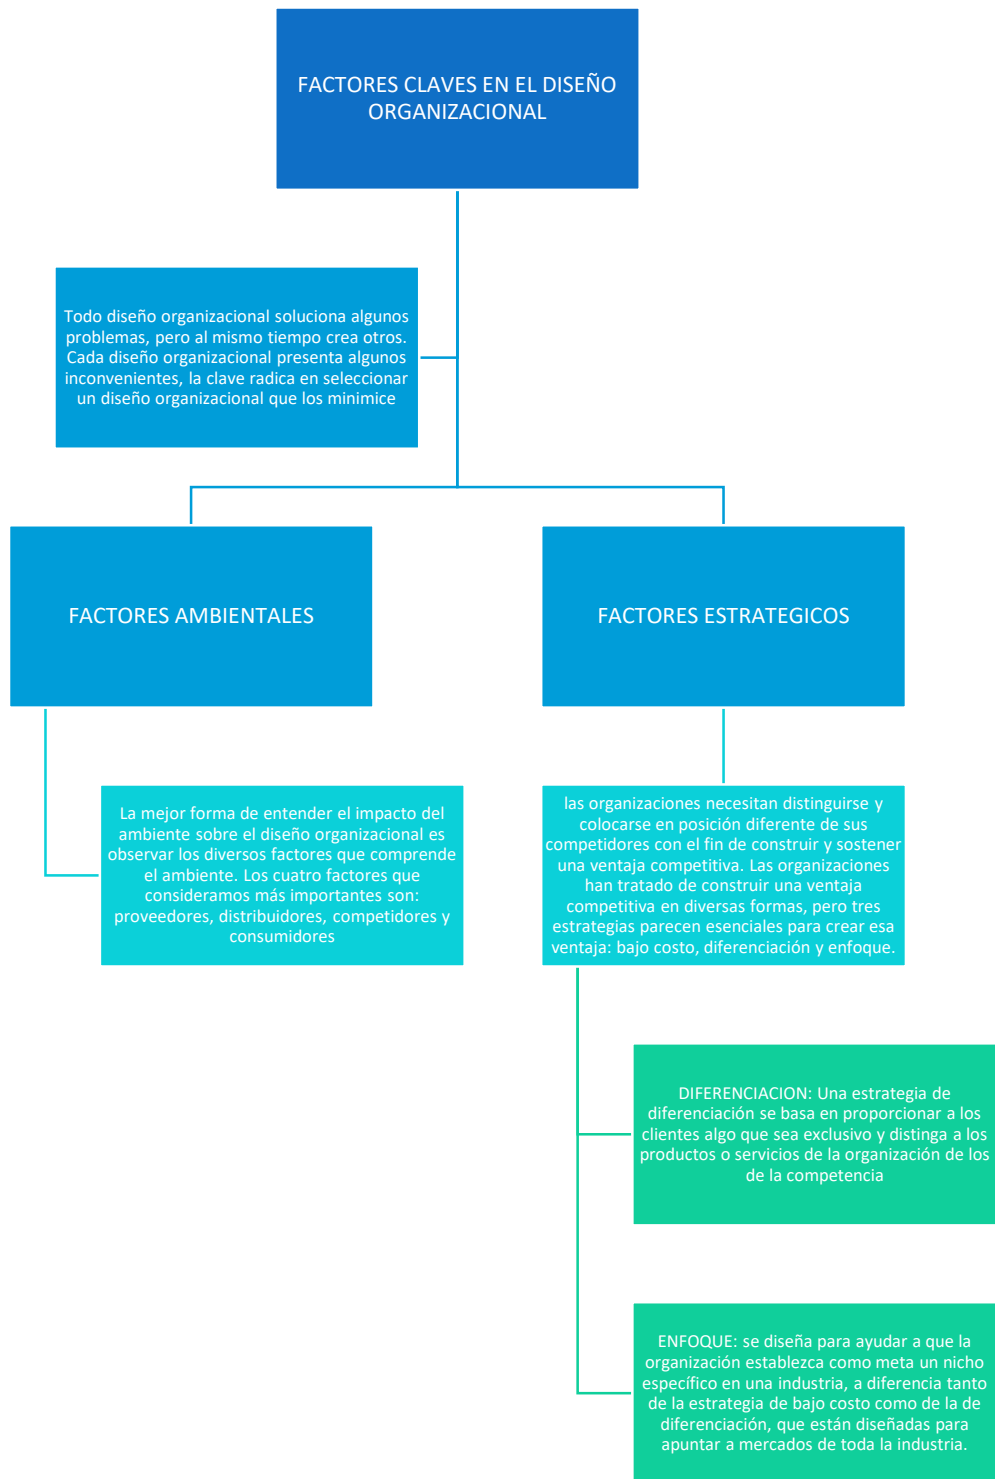 FACTORES CLAVES EN EL DISEÑO
ORGANIZACIONAL
Todo diseño organizacional soluciona algunos
problemas, pero al mismo tiempo crea otros.
Cada diseño organizacional presenta algunos
inconvenientes, la clave radica en seleccionar
un diseño organizacional que los minimice
FACTORES AMBIENTALES
La mejor forma de entender el impacto del
ambiente sobre el diseño organizacional es
observar los diversos factores que comprende
el ambiente. Los cuatro factores que
consideramos más importantes son:
proveedores, distribuidores, competidores y
consumidores
FACTORES ESTRATEGICOS
las organizaciones necesitan distinguirse y
colocarse en posición diferente de sus
competidores con el fin de construir y sostener
una ventaja competitiva. Las organizaciones
han tratado de construir una ventaja
competitiva en diversas formas, pero tres
estrategias parecen esenciales para crear esa
ventaja: bajo costo, diferenciación y enfoque.
DIFERENCIACION: Una estrategia de
diferenciación se basa en proporcionar a los
clientes algo que sea exclusivo y distinga a los
productos o servicios de la organización de los
de la competencia
ENFOQUE: se diseña para ayudar a que la
organización establezca como meta un nicho
específico en una industria, a diferencia tanto
de la estrategia de bajo costo como de la de
diferenciación, que están diseñadas para
apuntar a mercados de toda la industria.